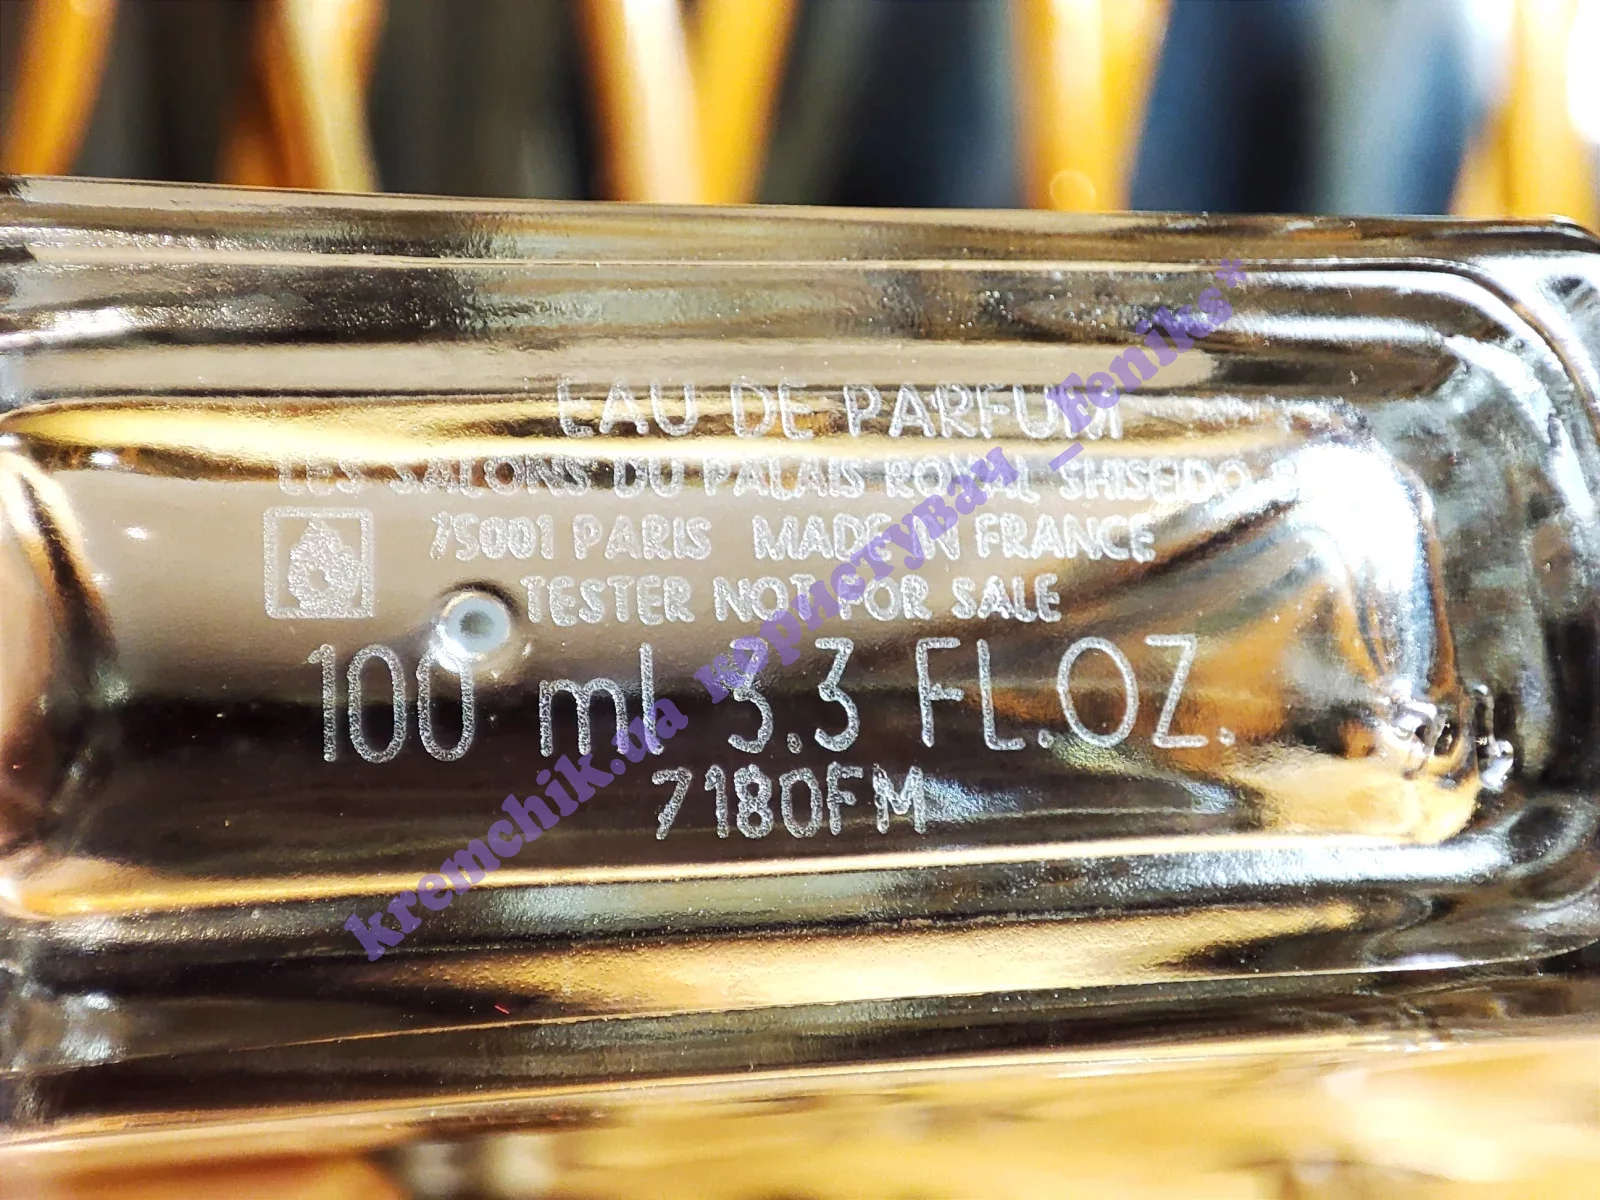 EAU DE PARFUM
LES SALONS DU PALAIS ROYAL SHISEIDO
75001 PARIS MADE IN FRANCE
TESTER NOT FOR SALE
100 ml 3.3 FL.OZ.
7180FM
kremchik.ua користувач _Feniks*